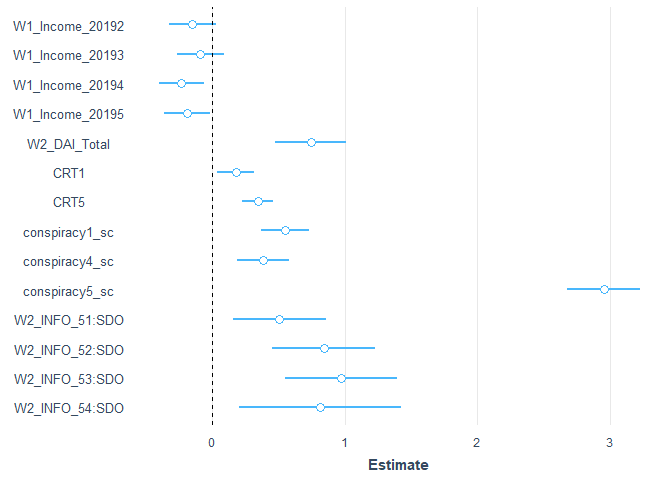 W1_Income_20192
W1_Income_20193
W1_Income_20194
W1_Income_20195
W2_DAI_Total
CRT1
CRT5
conspiracy1_sc
conspiracy4_sc
conspiracy5_sc
W2_INFO_51:SDO
W2_INFO_52:SDO
W2_INFO_53:SDO
W2_INFO_54:SDO
0 1 2 3
Estimate